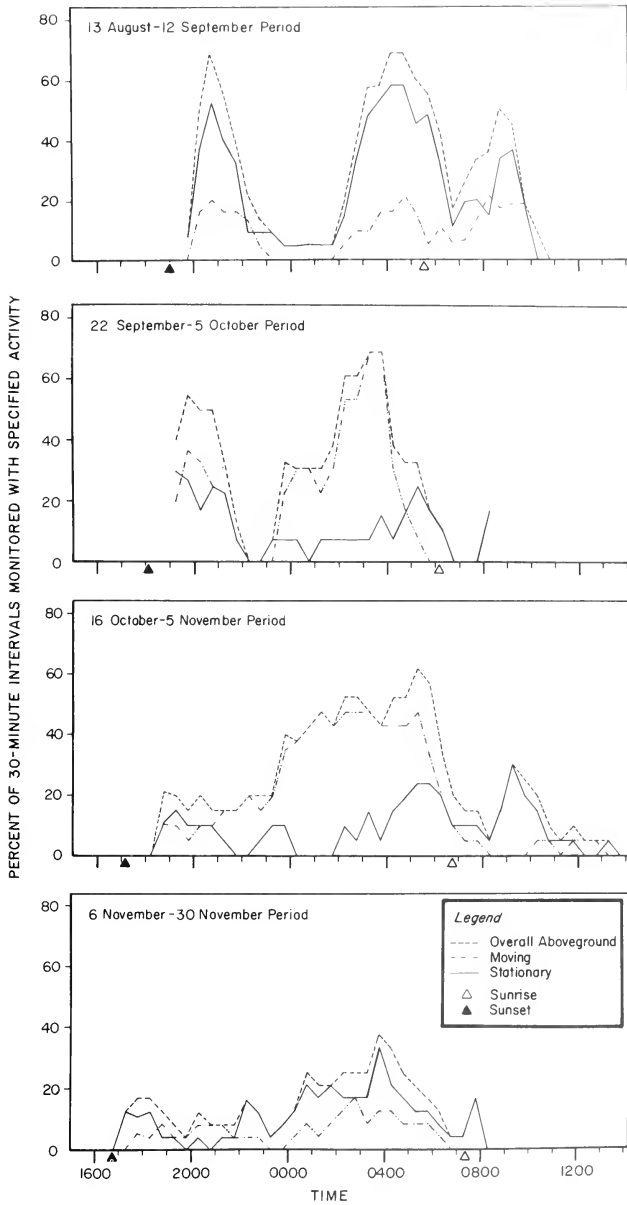 PERCENT OF 30-MINUTE INTERVALS MONITORED WITH SPECIFIED ACTIVITY
80
60
40
20
0
13 August-12 September Period
80
60
40
20
0
22 September-5 October Period
80
60
40
20
0
16 October-5 November Period
80
60
40
20
0
6 November-30 November Period
Legend
Overall Aboveground
Moving
Stationary
Sunrise
Sunset
1600 2000 0000 0400 0800 1200
TIME